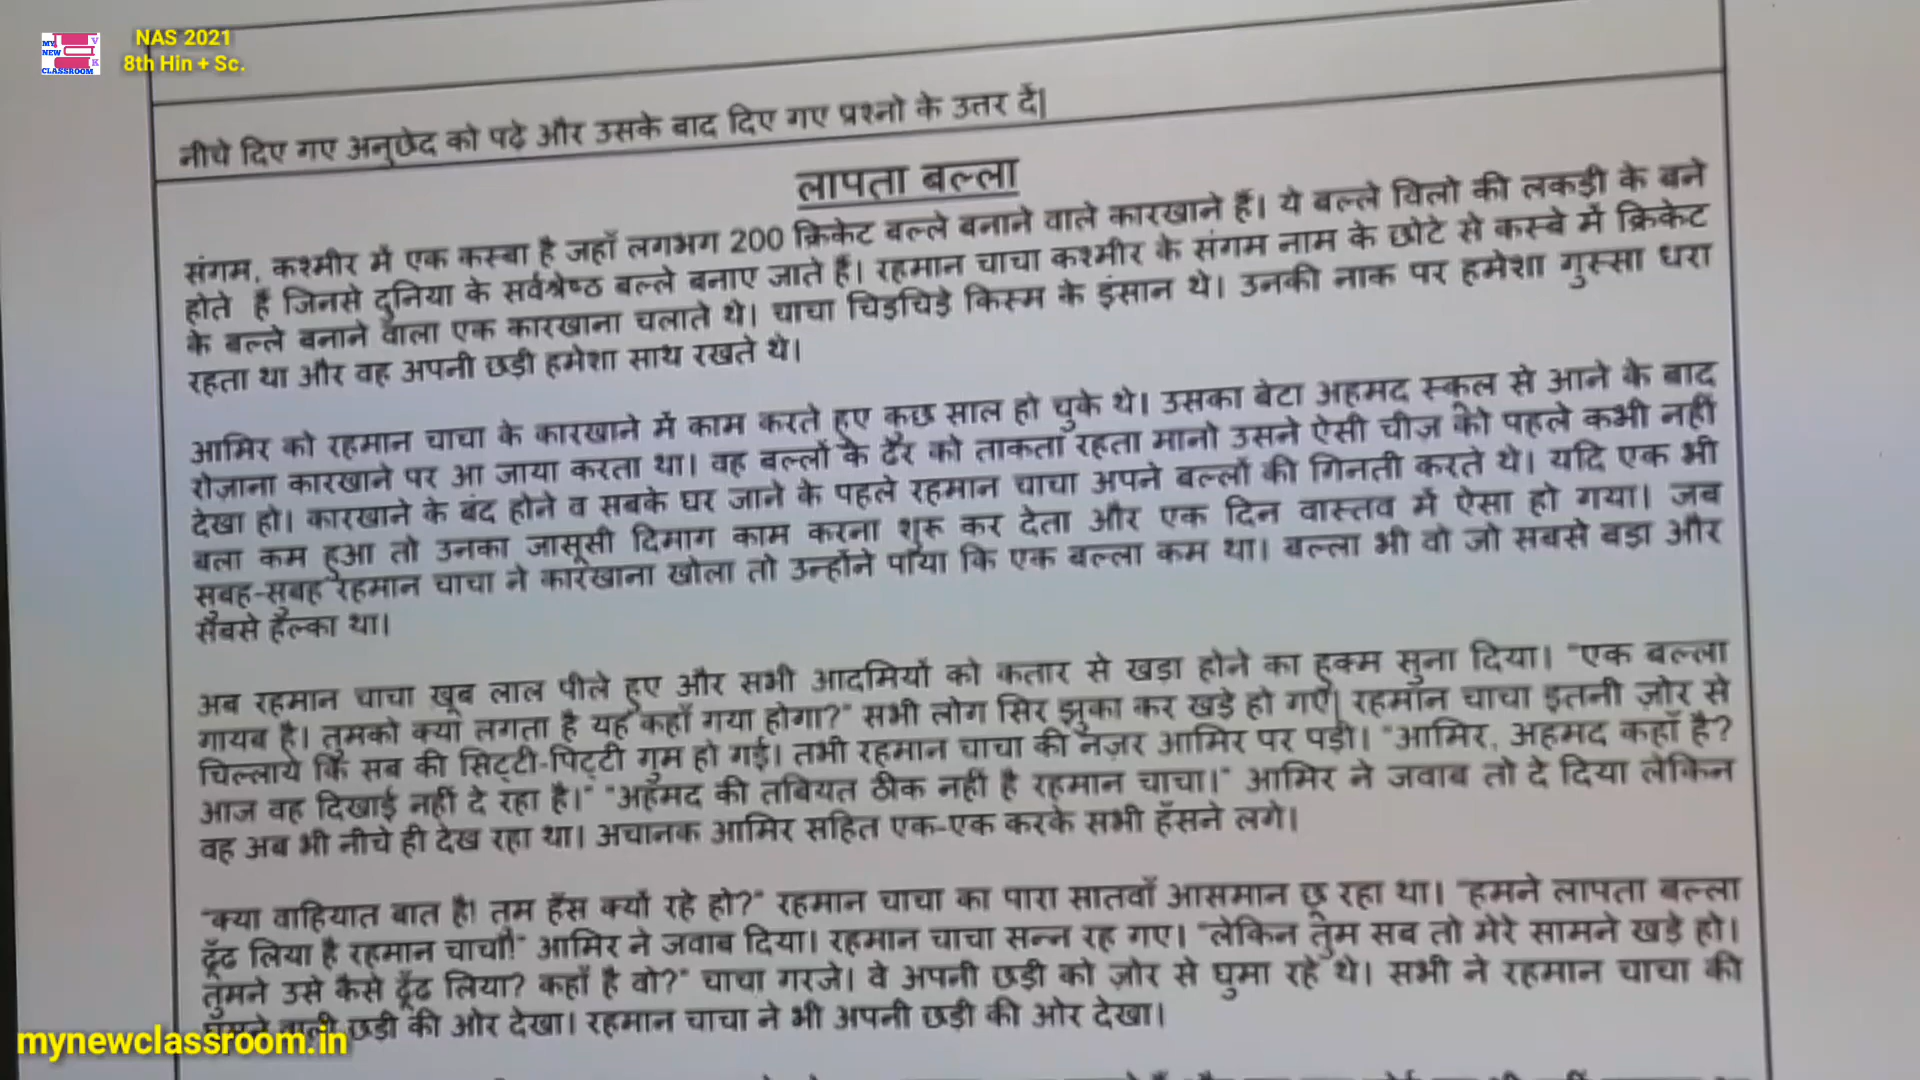 MY NEW CLASSROOM V K
NAS 2021
8th Hin + Sc.
नीचे दिए गए अनुछेद को पढ़े और उसके बाद दिए गए प्रश्नो के उत्तर दें|
लापता बल्ला
संगम, कश्मीर में एक कस्बा है जहाँ लगभग 200 क्रिकेट बल्ले बनाने वाले कारखाने हैं। ये बल्ले विलो की लकड़ी के बने
होते हैं जिनसे दुनिया के सर्वश्रेष्ठ बल्ले बनाए जाते हैं। रहमान चाचा कश्मीर के संगम नाम के छोटे से कस्बे में क्रिकेट
के बल्ले बनाने वाला एक कारखाना चलाते थे। चाचा चिड़चिड़े किस्म के इंसान थे। उनकी नाक पर हमेशा गुस्सा धरा
रहता था और वह अपनी छड़ी हमेशा साथ रखते थे।
आमिर को रहमान चाचा के कारखाने में काम करते हुए कुछ साल हो चुके थे। उसका बेटा अहमद स्कूल से आने के बाद
रोज़ाना कारखाने पर आ जाया करता था। वह बल्लों के ढैर को ताकता रहता मानो उसने ऐसी चीज़ को पहले कभी नहीं
देखा हो। कारखाने के बंद होने व सबके घर जाने के पहले रहमान चाचा अपने बल्लों की गिनती करते थे। यदि एक भी
बला कम हुआ तो उनका जासूसी दिमाग काम करना शुरू कर देता और एक दिन वास्तव में ऐसा हो गया। जब
सुबह-सुबह रहमान चाचा ने कारखाना खोला तो उन्होंने पाया कि एक बल्ला कम था। बल्ला भी वो जो सबसे बड़ा और
सबसे हल्का था।
अब रहमान चाचा खूब लाल पीले हुए और सभी आदमियों को कतार से खड़ा होने का हुक्म सुना दिया। "एक बल्ला
गायब है। तुमको क्या लगता है यह कहाँ गया होगा?" सभी लोग सिर झुका कर खड़े हो गए| रहमान चाचा इतनी ज़ोर से
चिल्लाये कि सब की सिट्टी-पिट्टी गुम हो गई। तभी रहमान चाचा की नज़र आमिर पर पड़ी। "आमिर, अहमद कहाँ है?
आज वह दिखाई नहीं दे रहा है।" "अहमद की तबियत ठीक नहीं है रहमान चाचा।" आमिर ने जवाब तो दे दिया लेकिन
वह अब भी नीचे ही देख रहा था। अचानक आमिर सहित एक-एक करके सभी हँसने लगे।
"क्या वाहियात बात है! तुम हँस क्यों रहे हो?" रहमान चाचा का पारा सातवाँ आसमान छू रहा था। "हमने लापता बल्ला
ढूँढ लिया है रहमान चाचा!" आमिर ने जवाब दिया। रहमान चाचा सन्न रह गए। "लेकिन तुम सब तो मेरे सामने खड़े हो।
तुमने उसे कैसे ढूँढ लिया? कहाँ है वो?" चाचा गरजे। वे अपनी छड़ी को ज़ोर से घुमा रहे थे। सभी ने रहमान चाचा की
घूमने वाली छड़ी की ओर देखा। रहमान चाचा ने भी अपनी छड़ी की ओर देखा।
mynewclassroom.in